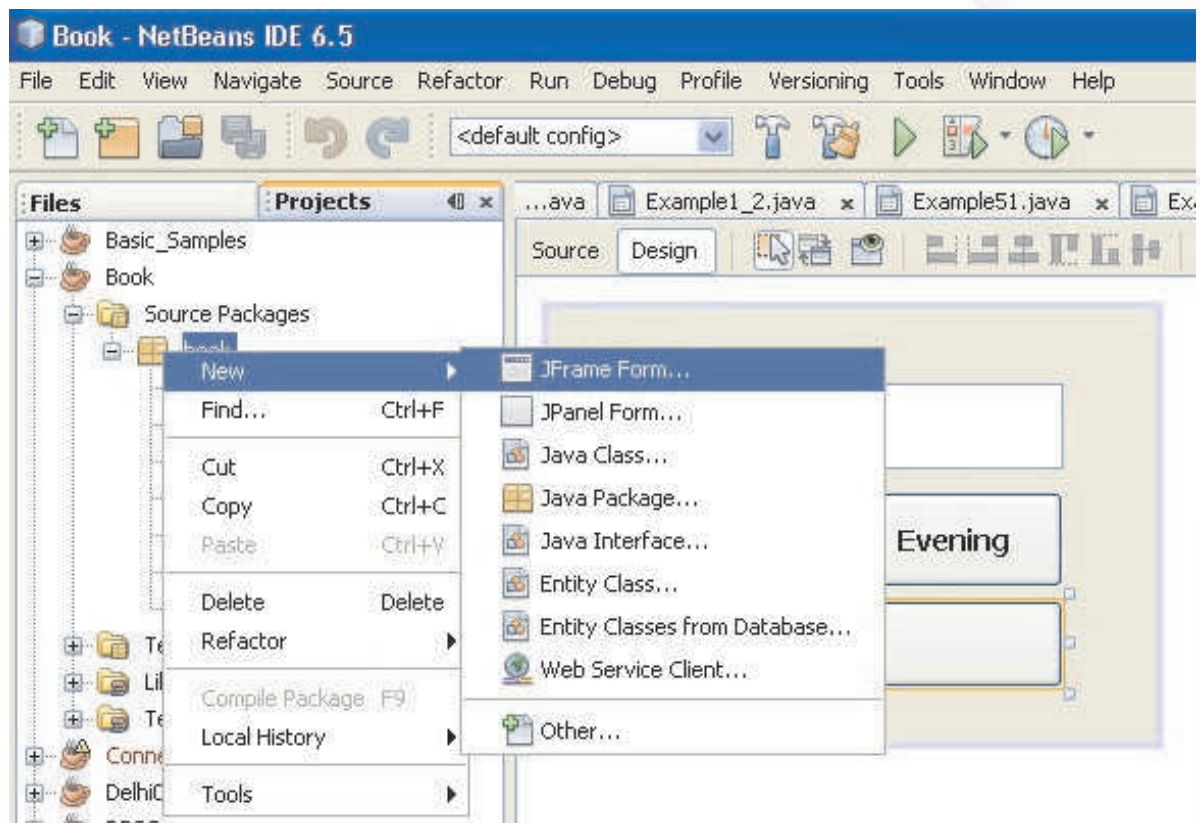 Book - NetBeans IDE 6.5
File Edit View Navigate Source Refactor Run Debug Profile Versioning Tools Window Help
<default config>
Files Projects
...ava Example1_2.java Example51.java
Source Design
Basic_Samples
Book
Source Packages
New
Find... Ctrl+F
Cut Ctrl+X
Copy Ctrl+C
Paste Ctrl+V
Delete Delete
Refactor
Compile Package F9
Local History
Tools
JFrame Form...
JPanel Form...
Java Class...
Java Package...
Java Interface...
Entity Class...
Entity Classes from Database...
Web Service Client...
Other...
Evening